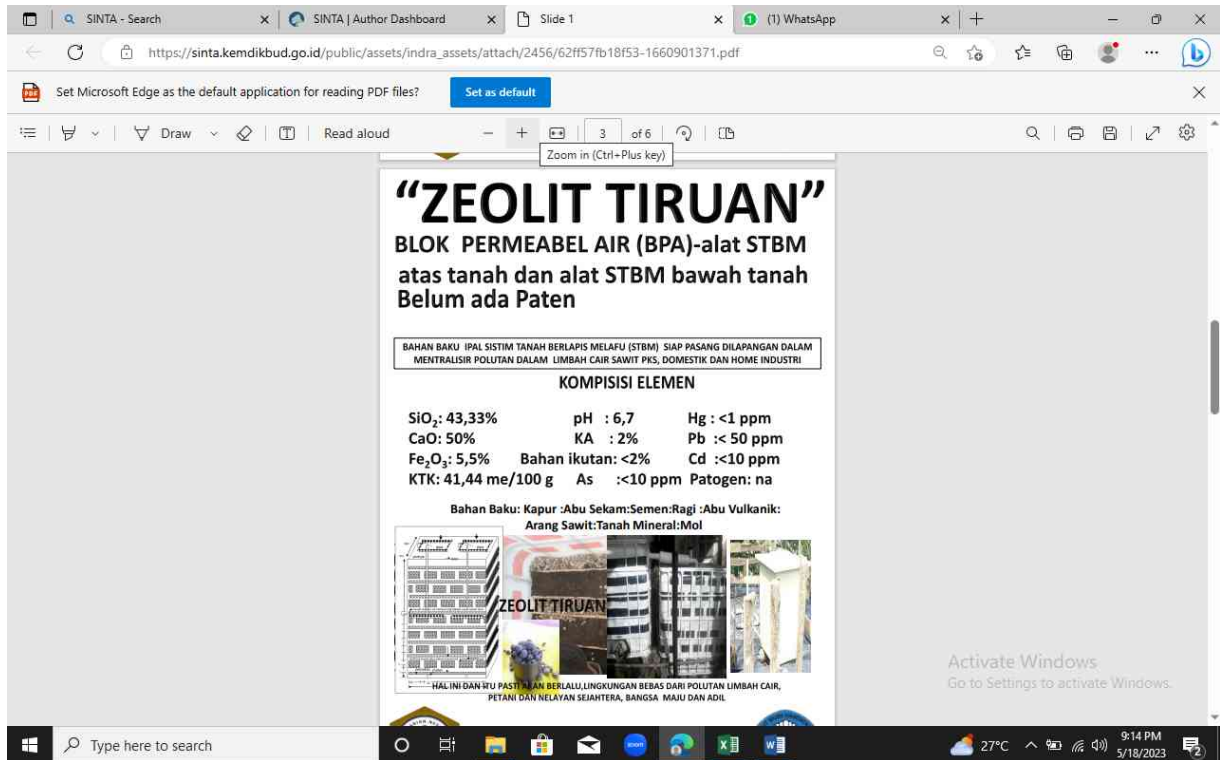 SINTA - Search
SINTA | Author Dashboard
Slide 1
(1) WhatsApp
https://sinta.kemdikbud.go.id/public/assets/indra_assets/attach/2456/62ff57fb18f53-1660901371.pdf
Set Microsoft Edge as the default application for reading PDF files?
Set as default
Draw
Read aloud
3 of 6
Zoom in (Ctrl+Plus key)
“ZEOLIT TIRUAN”
BLOK PERMEABEL AIR (BPA)-alat STBM
atas tanah dan alat STBM bawah tanah
Belum ada Paten
BAHAN BAKU IPAL SISTIM TANAH BERLAPIS MELAFU (STBM) SIAP PASANG DILAPANGAN DALAM
MENTRALISIR POLUTAN DALAM LIMBAH CAIR SAWIT PKS, DOMESTIK DAN HOME INDUSTRI
KOMPISISI ELEMEN
SiO₂: 43,33% pH : 6,7 Hg : <1 ppm
CaO: 50% KA : 2% Pb :< 50 ppm
Fe₂O₃: 5,5% Bahan ikutan: <2% Cd :<10 ppm
KTK: 41,44 me/100 g As :<10 ppm Patogen: na
Bahan Baku: Kapur :Abu Sekam:Semen:Ragi :Abu Vulkanik:
Arang Sawit:Tanah Mineral:Mol
ZEOLIT TIRUAN
HAL INI DAN ITU PASTI AKAN BERLALU,LINGKUNGAN BEBAS DARI POLUTAN LIMBAH CAIR,
PETANI DAN NELAYAN SEJAHTERA, BANGSA MAJU DAN ADIL
Activate Windows
Go to Settings to activate Windows.
Type here to search
zoom
27°C
9:14 PM
5/18/2023
2